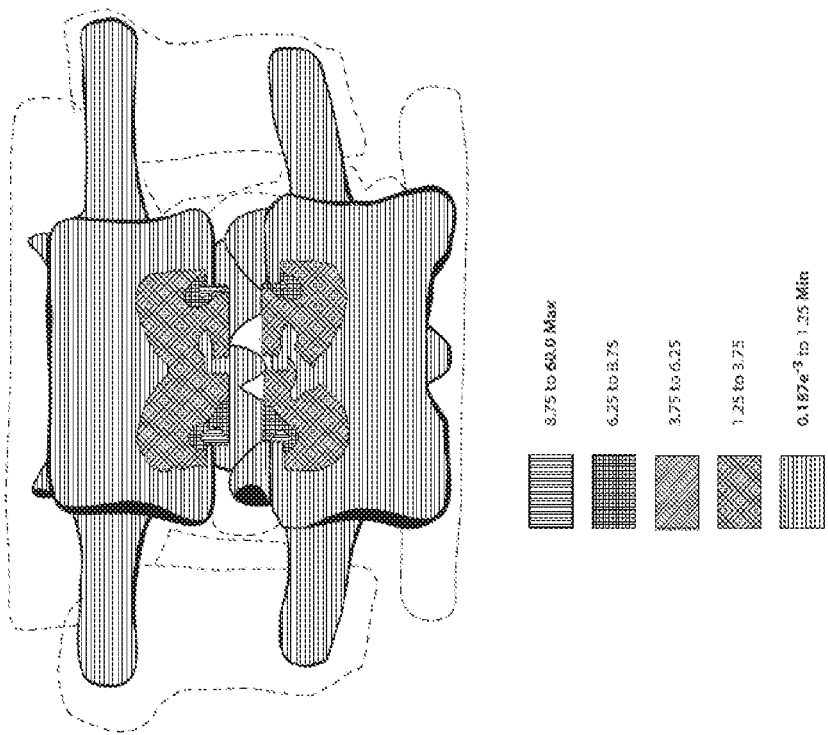 8.75 to 60.0 Max
6.25 to 8.75
3.75 to 6.25
1.25 to 3.75
0.187e⁻³ to 1.25 Min